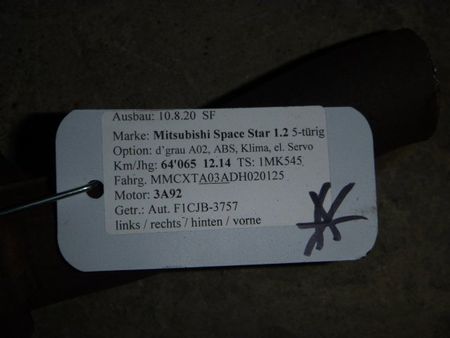 Ausbau: 10.8.20 SF
Marke: Mitsubishi Space Star 1.2 5-türig
Option: d'grau A02, ABS, Klima, el. Servo
Km/Jhg: 64'065 12.14 TS: 1MK545
Fahrg. MMCXTA03ADH020125
Motor: 3A92
Getr.: Aut. F1CJB-3757
links / rechts / hinten / vorne